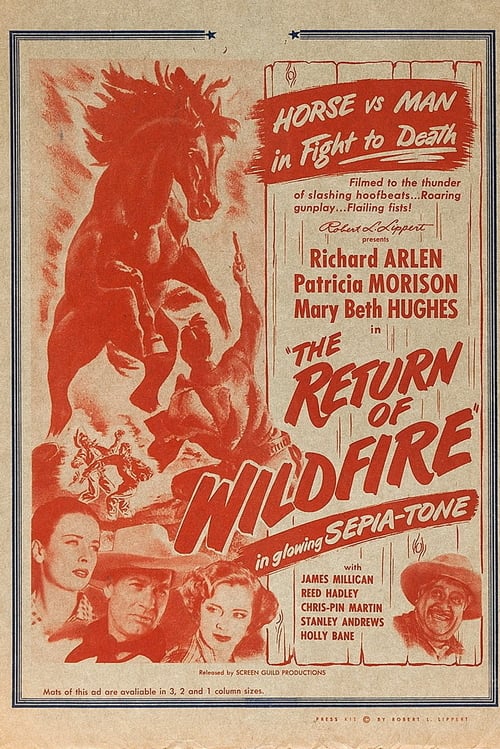 HORSE vs MAN
in Fight to Death
Filmed to the thunder
of slashing hoofbeats...Roaring
gunplay...Flailing fists!
Robert L. Lippert
presents
Richard ARLEN
Patricia MORISON
Mary Beth HUGHES
in
"THE
RETURN
OF
WILDFIRE"
in glowing SEPIA-TONE
with
JAMES MILLICAN
REED HADLEY
CHRIS-PIN MARTIN
STANLEY ANDREWS
HOLLY BANE
Released by SCREEN GUILD PRODUCTIONS
Mats of this ad are available in 3, 2 and 1 column sizes.
PRESS KIT © BY ROBERT L. LIPPERT